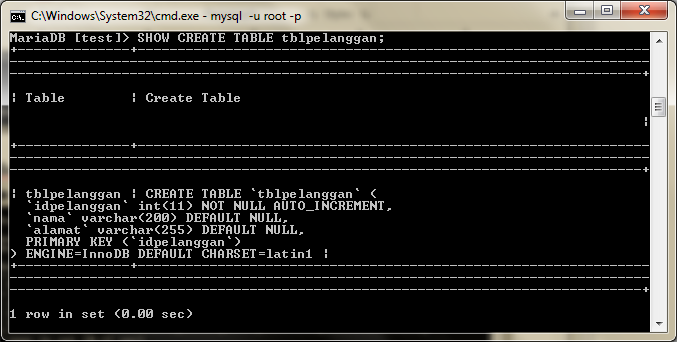 C:\Windows\System32\cmd.exe - mysql -u root -p
MariaDB [test]> SHOW CREATE TABLE tblpelanggan;
| Table | Create Table
|
| tblpelanggan | CREATE TABLE `tblpelanggan` (
`idpelanggan` int(11) NOT NULL AUTO_INCREMENT,
`nama` varchar(200) DEFAULT NULL,
`alamat` varchar(255) DEFAULT NULL,
PRIMARY KEY (`idpelanggan`)
) ENGINE=InnoDB DEFAULT CHARSET=latin1 |
1 row in set (0.00 sec)